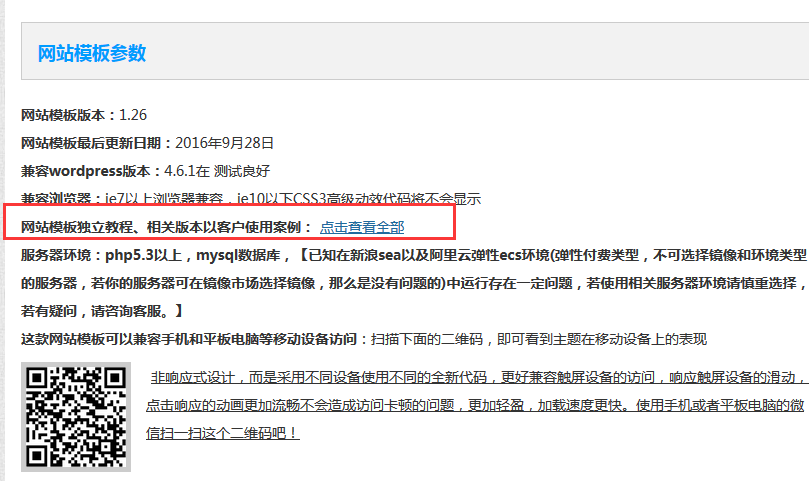 网站模板参数
网站模板版本：1.26
网站模板最后更新日期：2016年9月28日
兼容wordpress版本：4.6.1在 测试良好
兼容浏览器：ie7以上浏览器兼容，ie10以下CSS3高级动效代码将不会显示
网站模板独立教程、相关版本以客户使用案例： 点击查看全部
服务器环境：php5.3以上，mysql数据库，【已知在新浪sea以及阿里云弹性ecs环境(弹性付费类型，不可选择镜像和环境类型
的服务器，若你的服务器可在镜像市场选择镜像，那么是没有问题的)中运行存在一定问题，若使用相关服务器环境请慎重选择，
若有疑问，请咨询客服。】
这款网站模板可以兼容手机和平板电脑等移动设备访问：扫描下面的二维码，即可看到主题在移动设备上的表现
非响应式设计，而是采用不同设备使用不同的全新代码，更好兼容触屏设备的访问，响应触屏设备的滑动，
点击响应的动画更加流畅不会造成访问卡顿的问题，更加轻盈，加载速度更快。使用手机或者平板电脑的微
信扫一扫这个二维码吧！